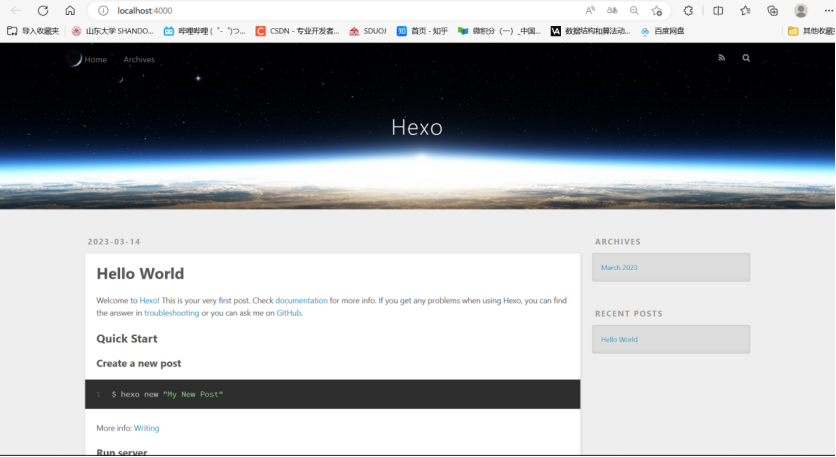 localhost:4000
导入收藏夹 山东大学 SHANDO... 哔哩哔哩 (゜-゜)つ... CSDN - 专业开发者... SDUOJ 首页 - 知乎 微积分（一）_中国... 数据结构和算法动... 百度网盘 其他收藏夹
Home Archives
Hexo
2023-03-14
Hello World
Welcome to Hexo! This is your very first post. Check documentation for more info. If you get any problems when using Hexo, you can find
the answer in troubleshooting or you can ask me on GitHub.
Quick Start
Create a new post
1 $ hexo new "My New Post"
More info: Writing
Run server
ARCHIVES
March 2023
RECENT POSTS
Hello World